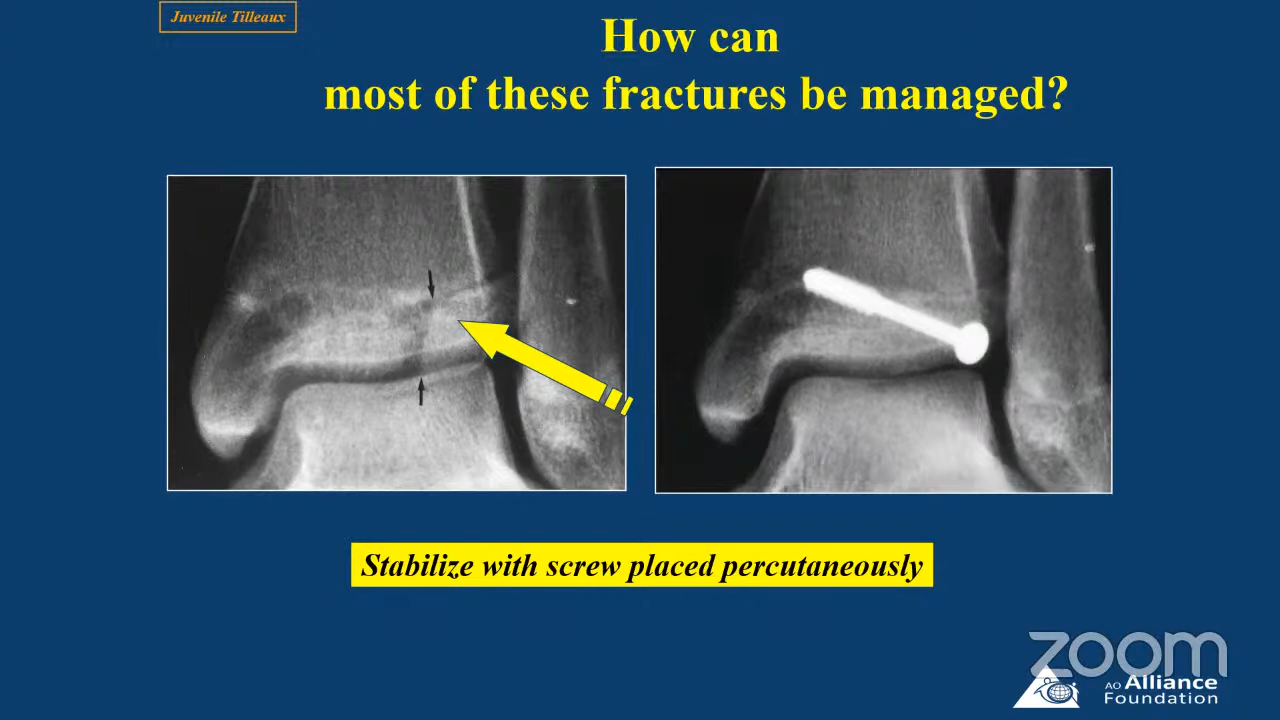 Juvenile Tilleaux
How can
most of these fractures be managed?
Stabilize with screw placed percutaneously
zoom
AO Alliance
Foundation